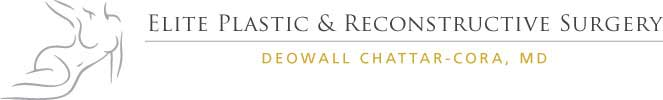 Elite Plastic & Reconstructive Surgery
DEOWALL CHATTAR-CORA, MD